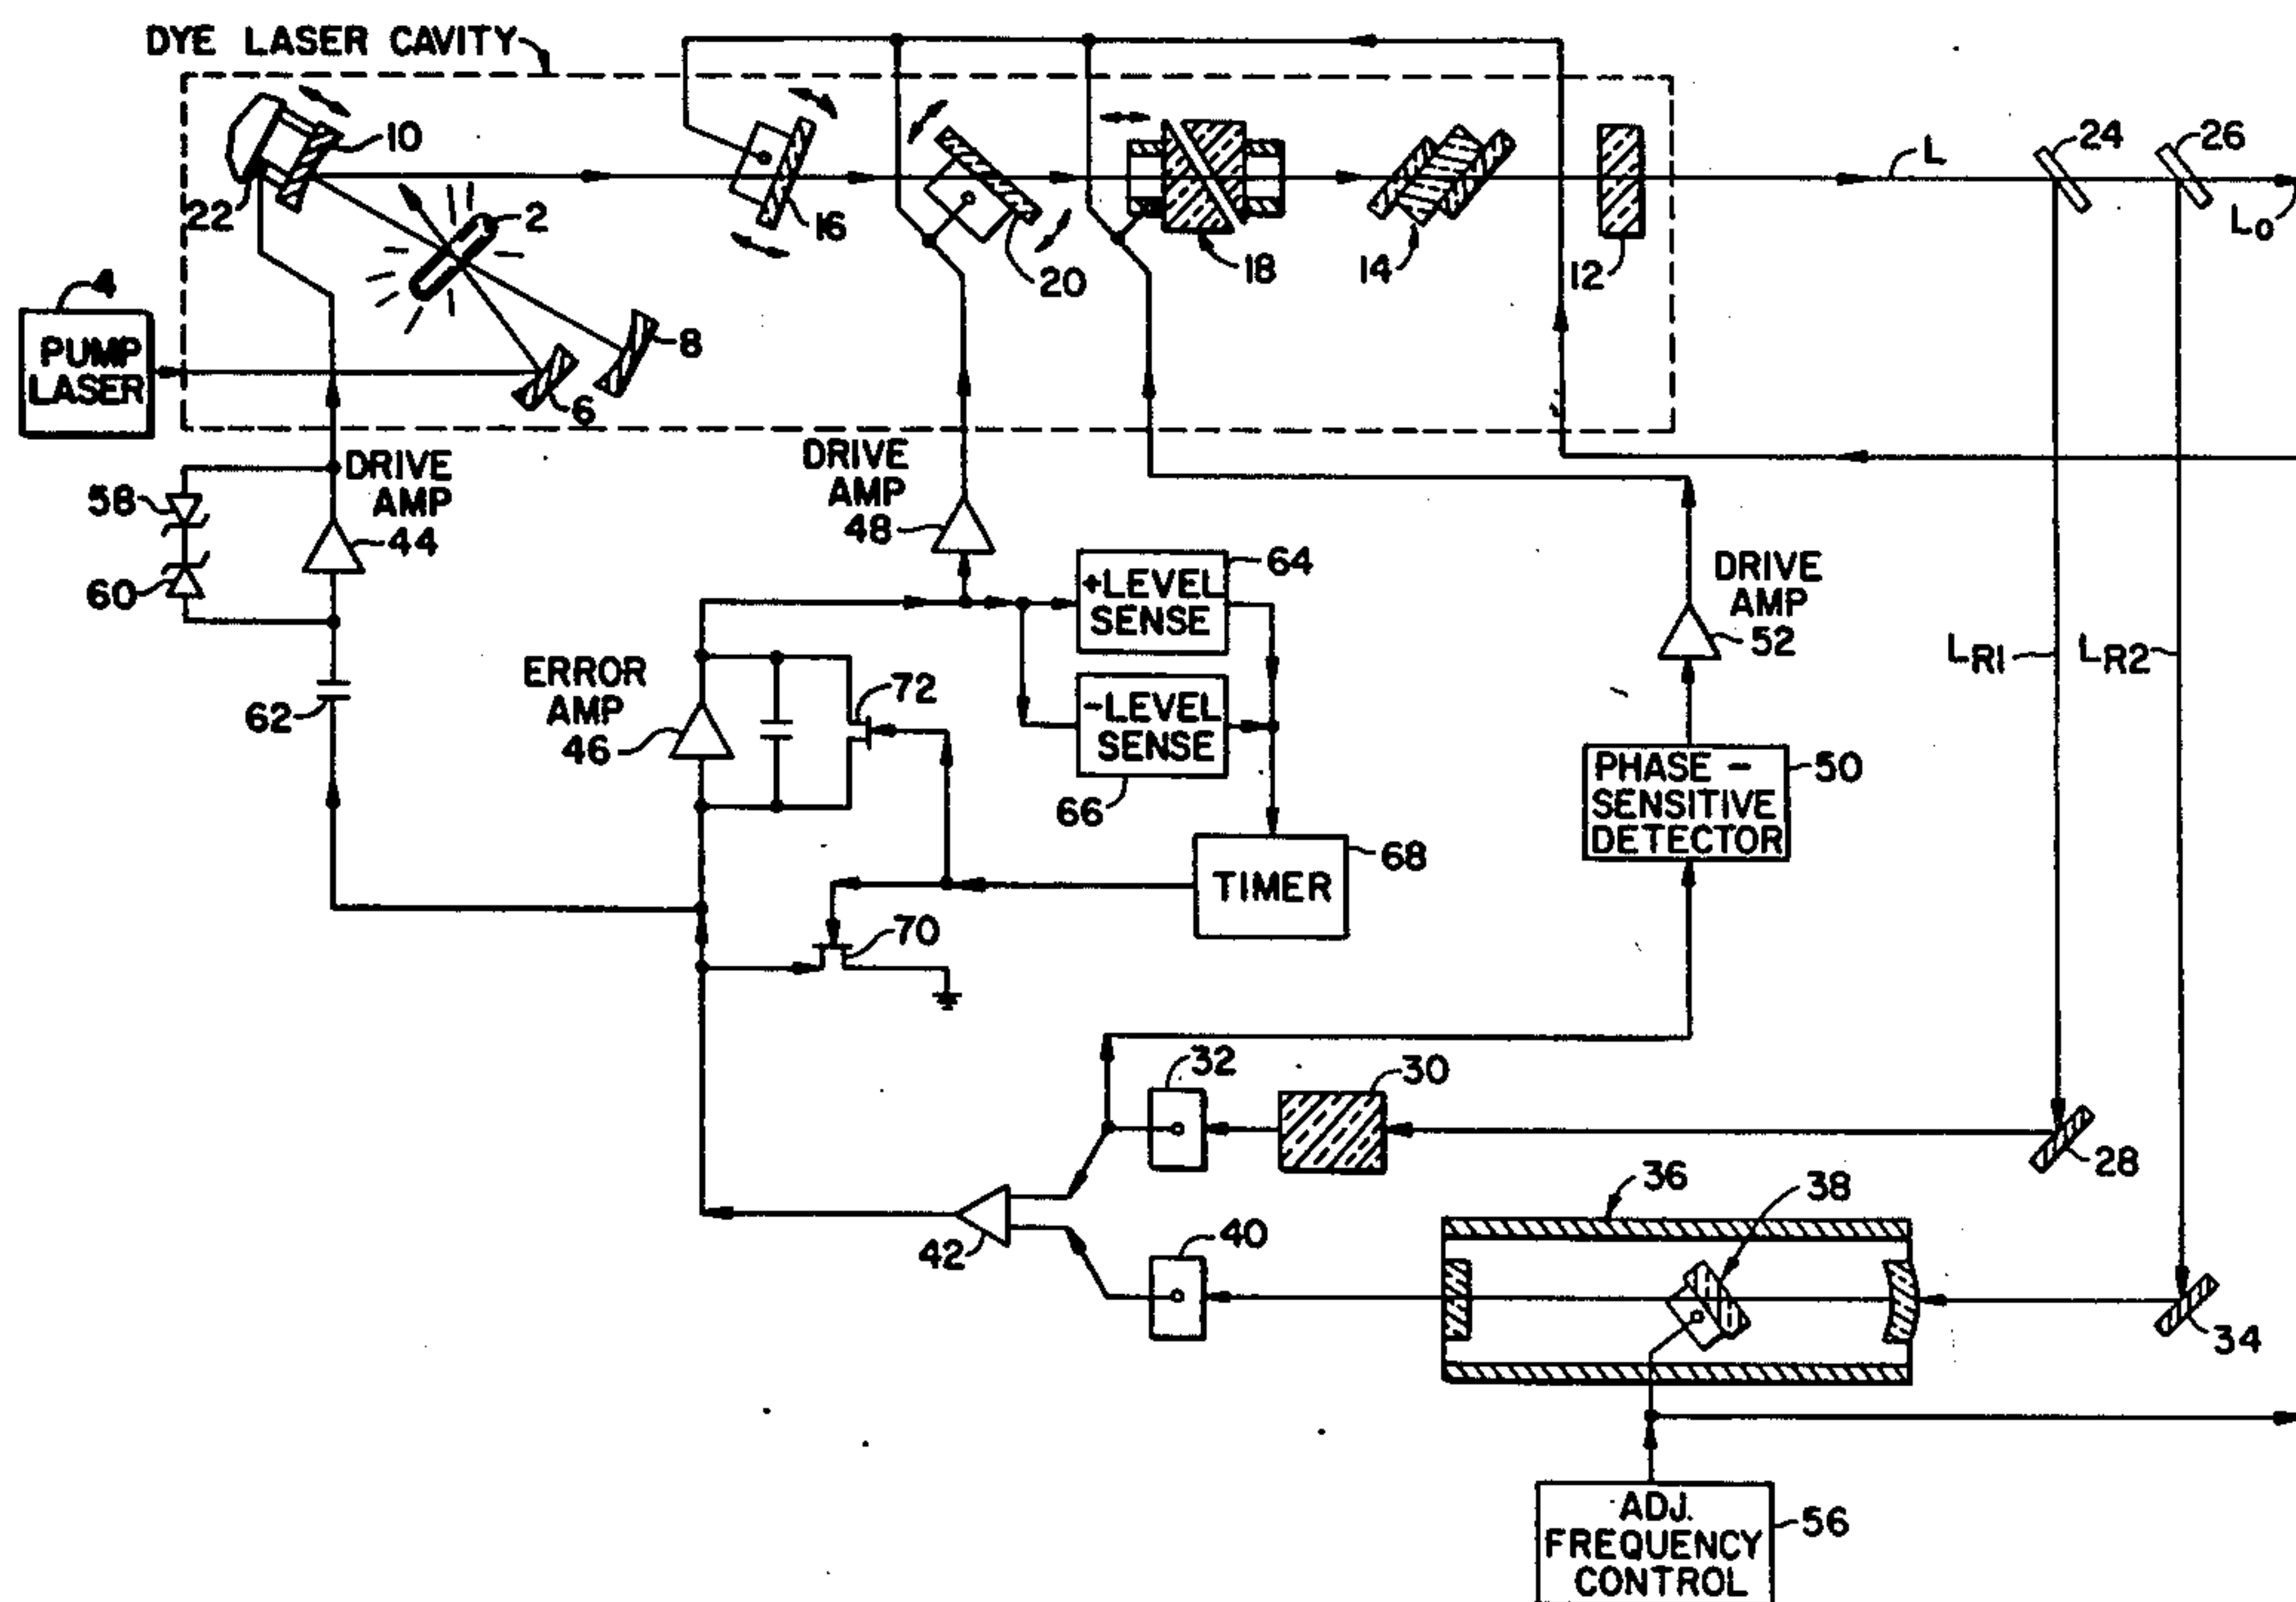 DYE LASER CAVITY
10
22
2
16
20
18
14
12
L
24
26
LO
4
PUMP
LASER
8
6
DRIVE
AMP
44
58
60
62
DRIVE
AMP
48
+LEVEL
SENSE
64
-LEVEL
SENSE
66
ERROR
AMP
46
72
TIMER
68
70
DRIVE
AMP
52
PHASE -
SENSITIVE
DETECTOR
50
LR1
LR2
32
30
28
42
40
36
38
34
ADJ.
FREQUENCY
CONTROL
56